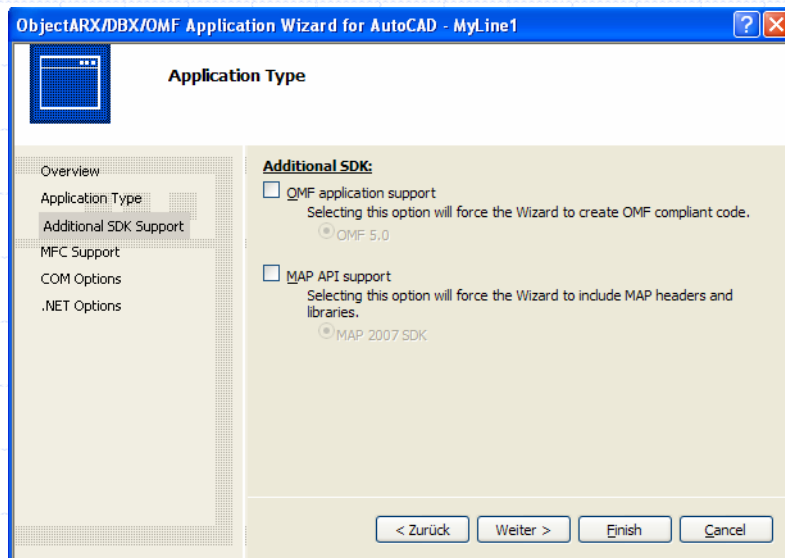 ObjectARX/DBX/OMF Application Wizard for AutoCAD - MyLine1
Application Type
Overview
Application Type
Additional SDK Support
MFC Support
COM Options
.NET Options
Additional SDK:
OMF application support
Selecting this option will force the Wizard to create OMF compliant code.
OMF 5.0
MAP API support
Selecting this option will force the Wizard to include MAP headers and
libraries.
MAP 2007 SDK
< Zurück
Weiter >
Finish
Cancel